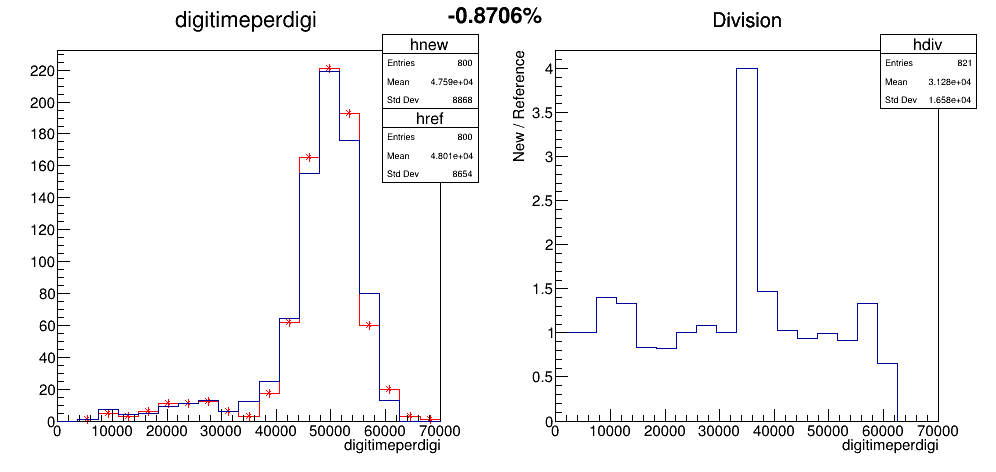 -0.8706%
digitimeperdigi
hnew
Entries 800
Mean 4.759e+04
Std Dev 8868
href
Entries 800
Mean 4.801e+04
Std Dev 8654
220
200
180
160
140
120
100
80
60
40
20
0
0 10000 20000 30000 40000 50000 60000 70000
digitimeperdigi
Division
hdiv
Entries 821
Mean 3.128e+04
Std Dev 1.658e+04
New / Reference
4
3.5
3
2.5
2
1.5
1
0.5
0
0 10000 20000 30000 40000 50000 60000 70000
digitimeperdigi